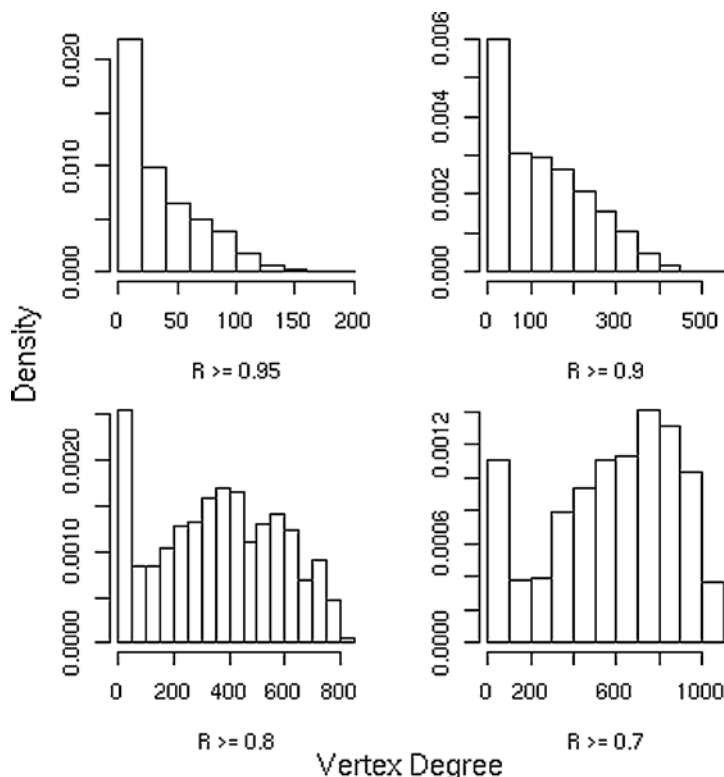 0.000 0.010 0.020
0 50 100 150 200
R >= 0.95
0.000 0.002 0.004 0.006
0 100 300 500
R >= 0.9
Density
0.0000 0.0010 0.0020
0 200 400 600 800
R >= 0.8
0.0000 0.0006 0.0012
0 200 600 1000
R >= 0.7
Vertex Degree